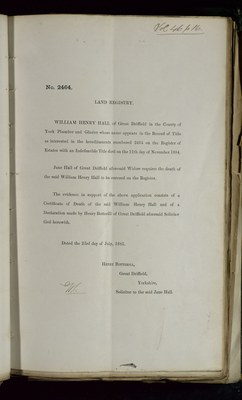 No. 2464.
LAND REGISTRY.
WILLIAM HENRY HALL of Great Driffield in the County of
York Plumber and Glazier whose name appears in the Record of Title
as interested in the hereditaments numbered 2464 on the Register of
Estates with an Indefeasible Title died on the 11th day of November
Jane Hall of Great Driffield aforesaid Widow requires the death of
the said William Henry Hall to be entered on the Register.
The evidence in support of the above application consists of a
Certificate of Death of the said William Henry Hall and of a
Declaration made by Henry Botterill of Great Driffield aforesaid Solicitor
filed herewith.
Dated the 23rd day of July,
HENRY BOTTERILL,
Great Driffield,
Yorkshire,
Solicitor to the said Jane Hall.